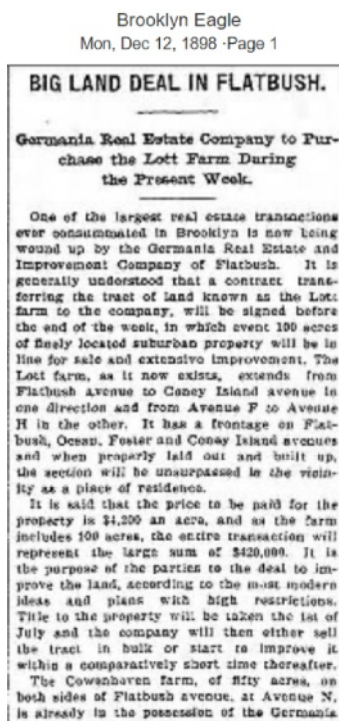 Brooklyn Eagle
Mon, Dec 12, 1898 ·Page 1
BIG LAND DEAL IN FLATBUSH.
Germania Real Estate Company to Pur-
chase the Lott Farm During
the Present Week.
One of the largest real estate transactions
ever consummated in Brooklyn is now being
wound up by the Germania Real Estate and
Improvement Company of Flatbush. It is
generally understood that a contract trans-
ferring the tract of land known as the Lott
farm to the company, will be signed before
the end of the week, in which event 100 acres
of finely located suburban property will be in
line for sale and extensive improvement. The
Lott farm, as it now exists, extends from
Flatbush avenue to Coney Island avenue in
one direction and from Avenue F to Avenue
H in the other. It has a frontage on Flat-
bush, Ocean, Foster and Coney Island avenues
and when properly laid out and built up,
the section will be unsurpassed in the vicin-
ity as a place of residence.
It is said that the price to be paid for the
property is $4,200 an acre, and as the farm
includes 100 acres, the entire transaction will
represent the large sum of $420,000. It is
the purpose of the parties to the deal to im-
prove the land, according to the most modern
ideas and plans with high restrictions.
Title to the property will be taken the 1st of
July and the company will then either sell
the tract in bulk or start to improve it
within a comparatively short time thereafter.
The Cowenhoven farm, of fifty acres, on
both sides of Flatbush avenue, at Avenue N,
is already in the possession of the Germania